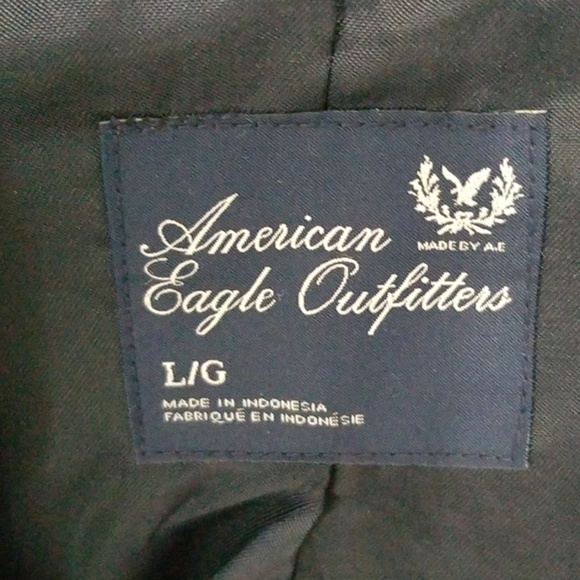 MADE BY A.E
American
Eagle Outfitters
L/G
MADE IN INDONESIA
FABRIQUÉ EN INDONÉSIE